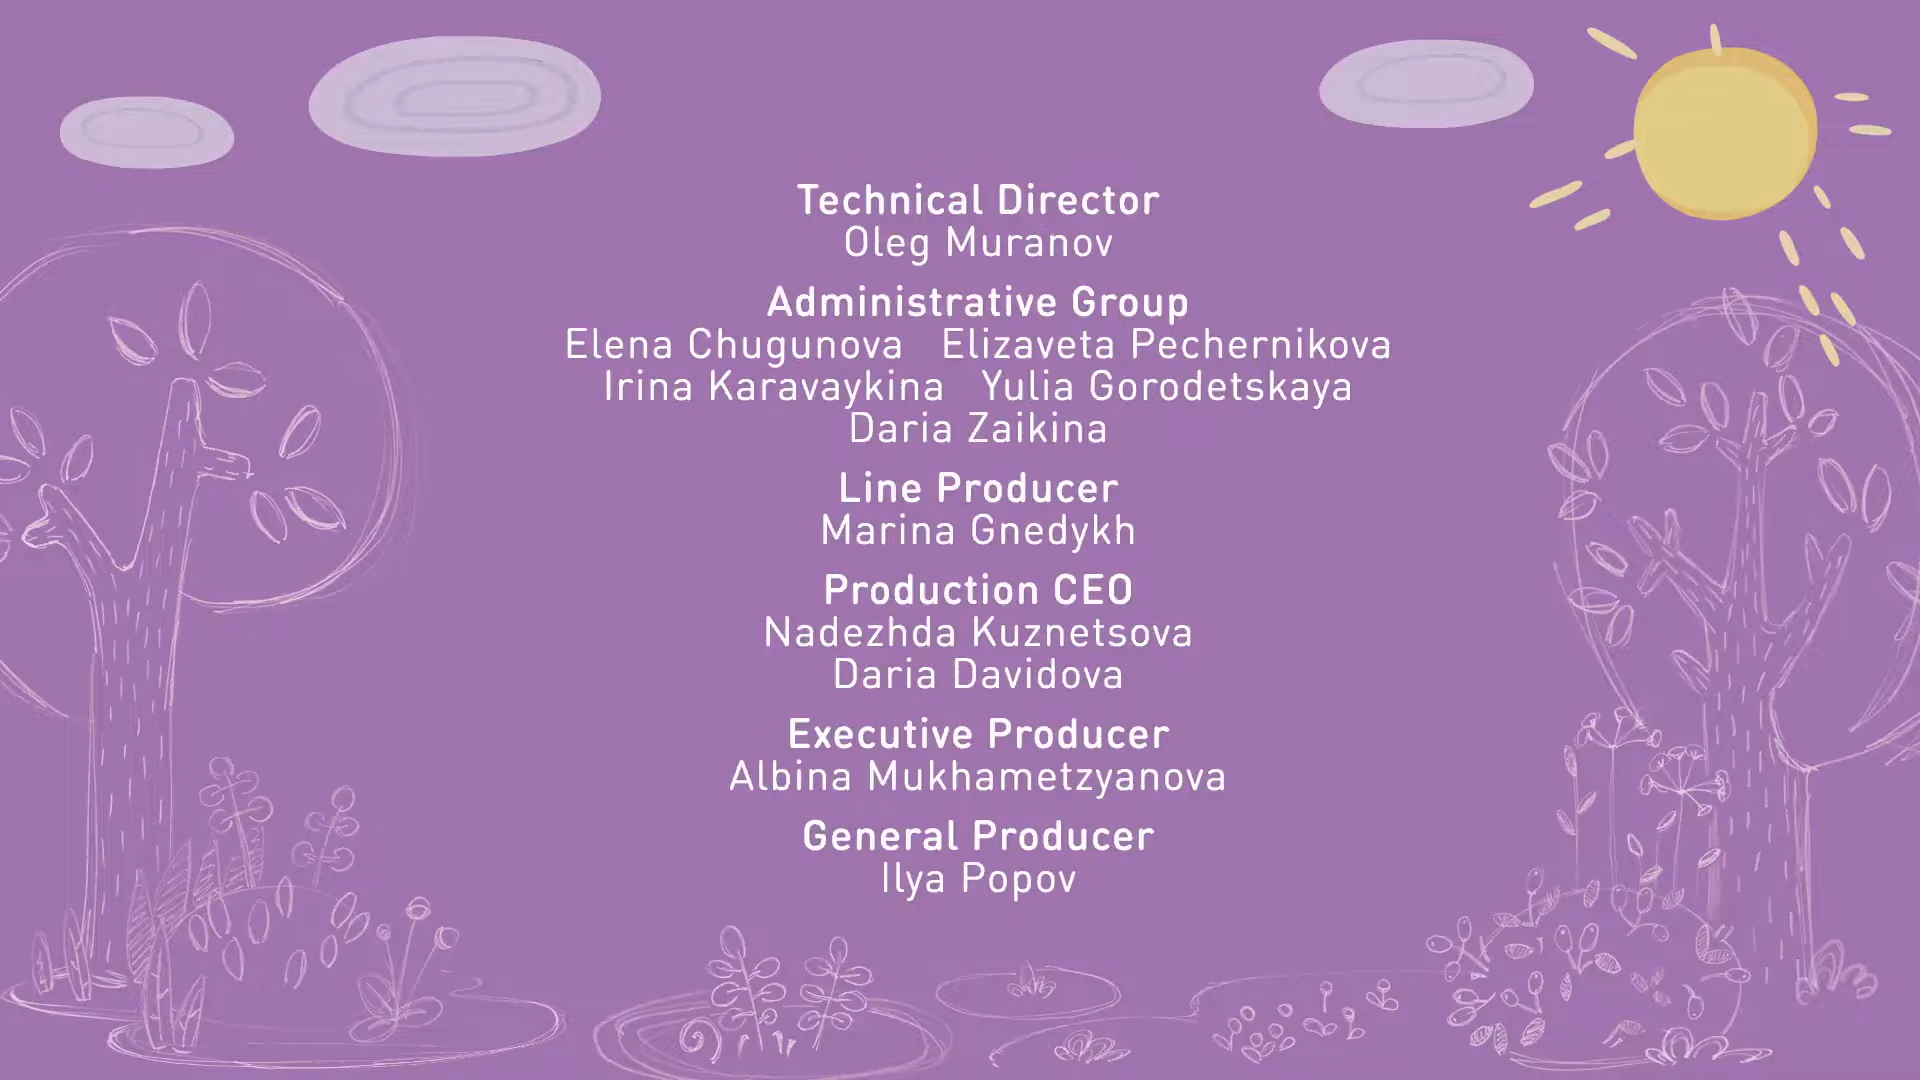 Technical Director
Oleg Muranov
Administrative Group
Elena Chugunova Elizaveta Pechernikova
Irina Karavaykina Yulia Gorodetskaya
Daria Zaikina
Line Producer
Marina Gnedykh
Production CEO
Nadezhda Kuznetsova
Daria Davidova
Executive Producer
Albina Mukhametzyanova
General Producer
Ilya Popov